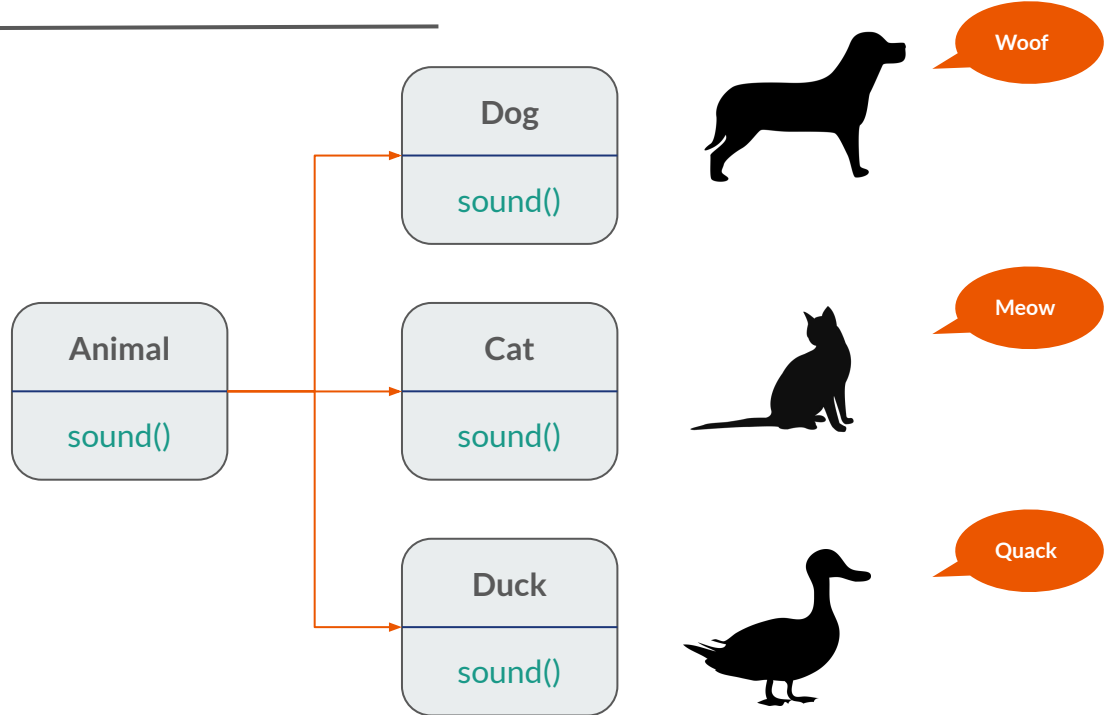 Dog
sound()
Woof
Animal
sound()
Cat
sound()
Meow
Duck
sound()
Quack